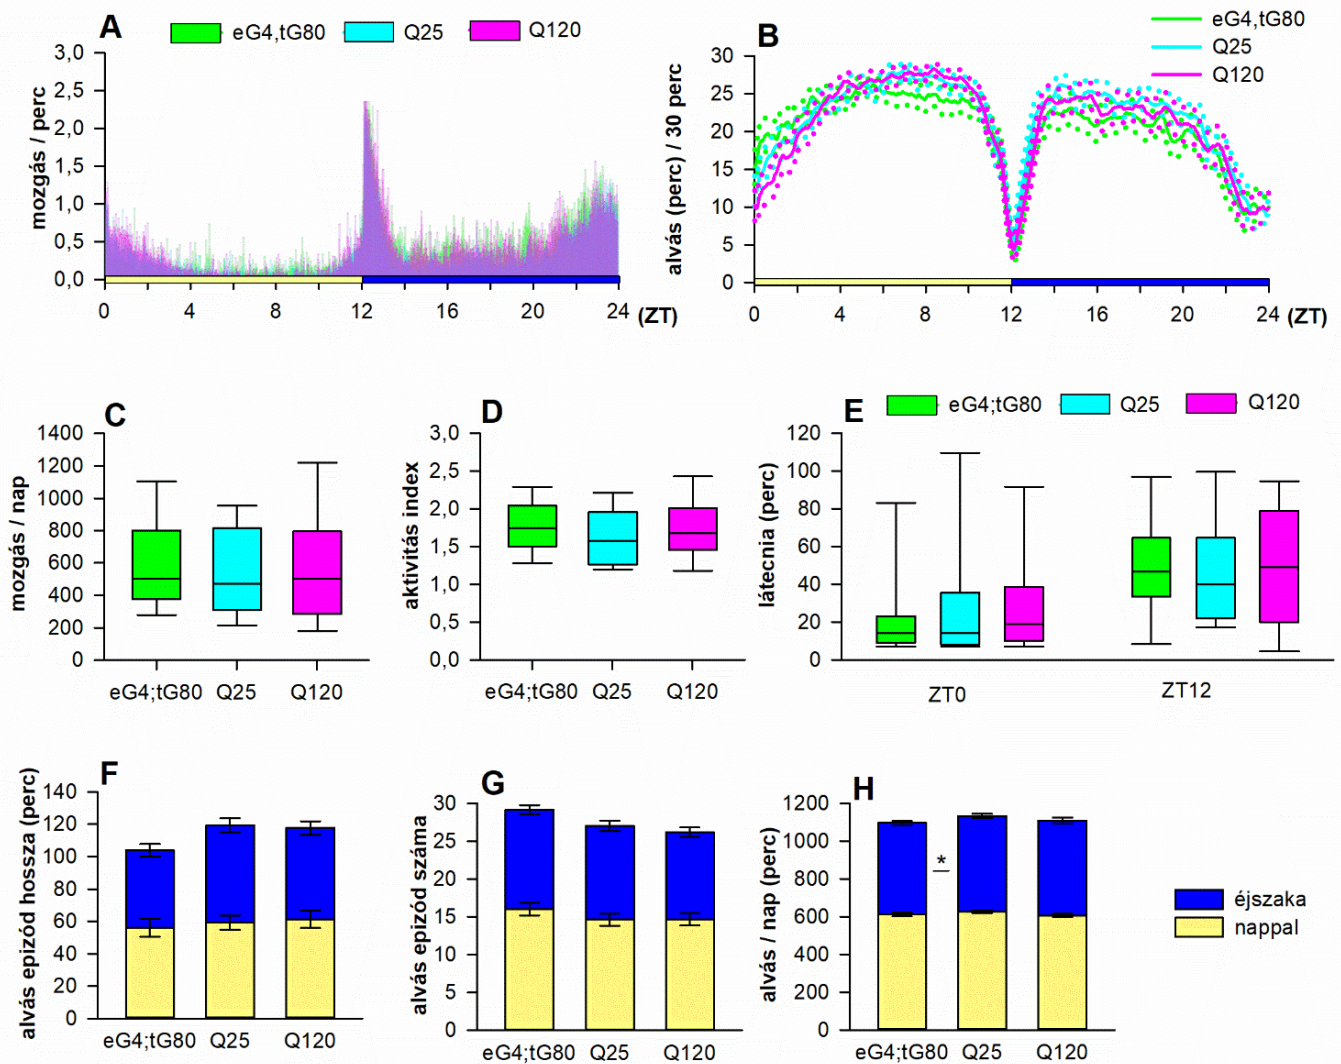 A
eG4,tG80 Q25 Q120
mozgás / perc
3,0
2,5
2,0
1,5
1,0
0,5
0,0
0 4 8 12 16 20 24 (ZT)
B
eG4,tG80
Q25
Q120
alvás (perc) / 30 perc
30
25
20
15
10
5
0
0 4 8 12 16 20 24 (ZT)
C
mozgás / nap
1400
1200
1000
800
600
400
200
0
eG4;tG80 Q25 Q120
D
aktivitás index
3,0
2,5
2,0
1,5
1,0
0,5
0,0
eG4;tG80 Q25 Q120
E
eG4;tG80 Q25 Q120
látecnia (perc)
120
100
80
60
40
20
0
ZT0 ZT12
F
alvás epizód hossza (perc)
140
120
100
80
60
40
20
0
eG4;tG80 Q25 Q120
G
alvás epizód száma
30
25
20
15
10
5
0
eG4;tG80 Q25 Q120
H
alvás / nap (perc)
1200
1000
800
600
400
200
0
*
eG4;tG80 Q25 Q120
éjszaka
nappal